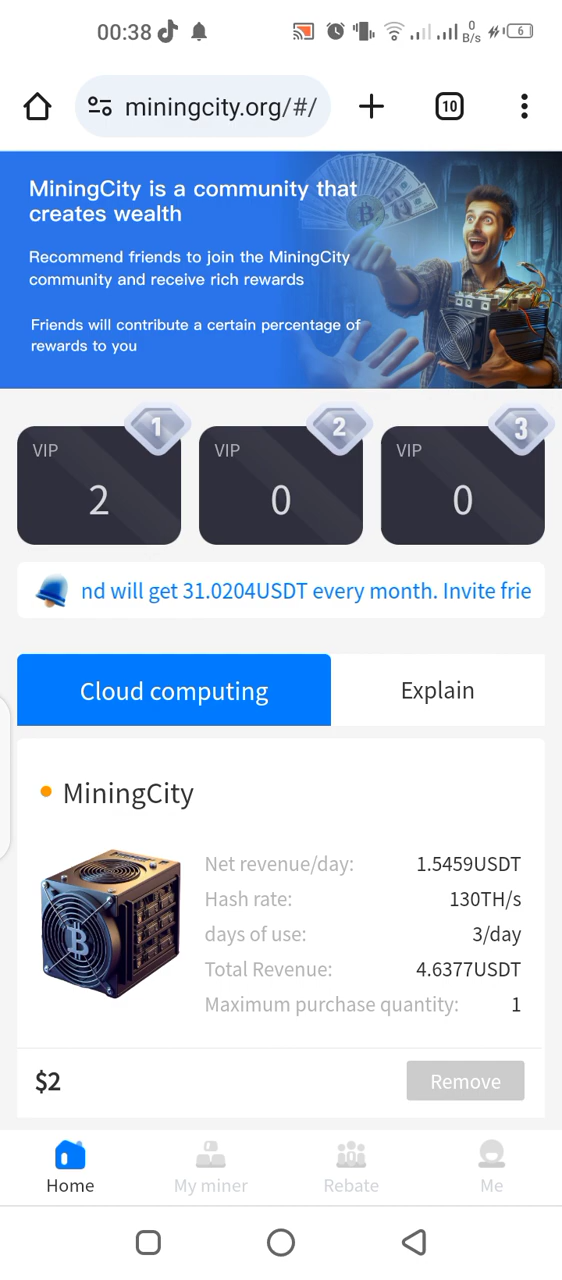 00:38
0
B/s
6
miningcity.org/#/
10
MiningCity is a community that
creates wealth
Recommend friends to join the MiningCity
community and receive rich rewards
Friends will contribute a certain percentage of
rewards to you
1
2
3
VIP
VIP
VIP
2
0
0
nd will get 31.0204USDT every month. Invite frie
Cloud computing
Explain
MiningCity
Net revenue/day: 1.5459USDT
Hash rate: 130TH/s
days of use: 3/day
Total Revenue: 4.6377USDT
Maximum purchase quantity: 1
$2
Remove
Home
My miner
Rebate
Me